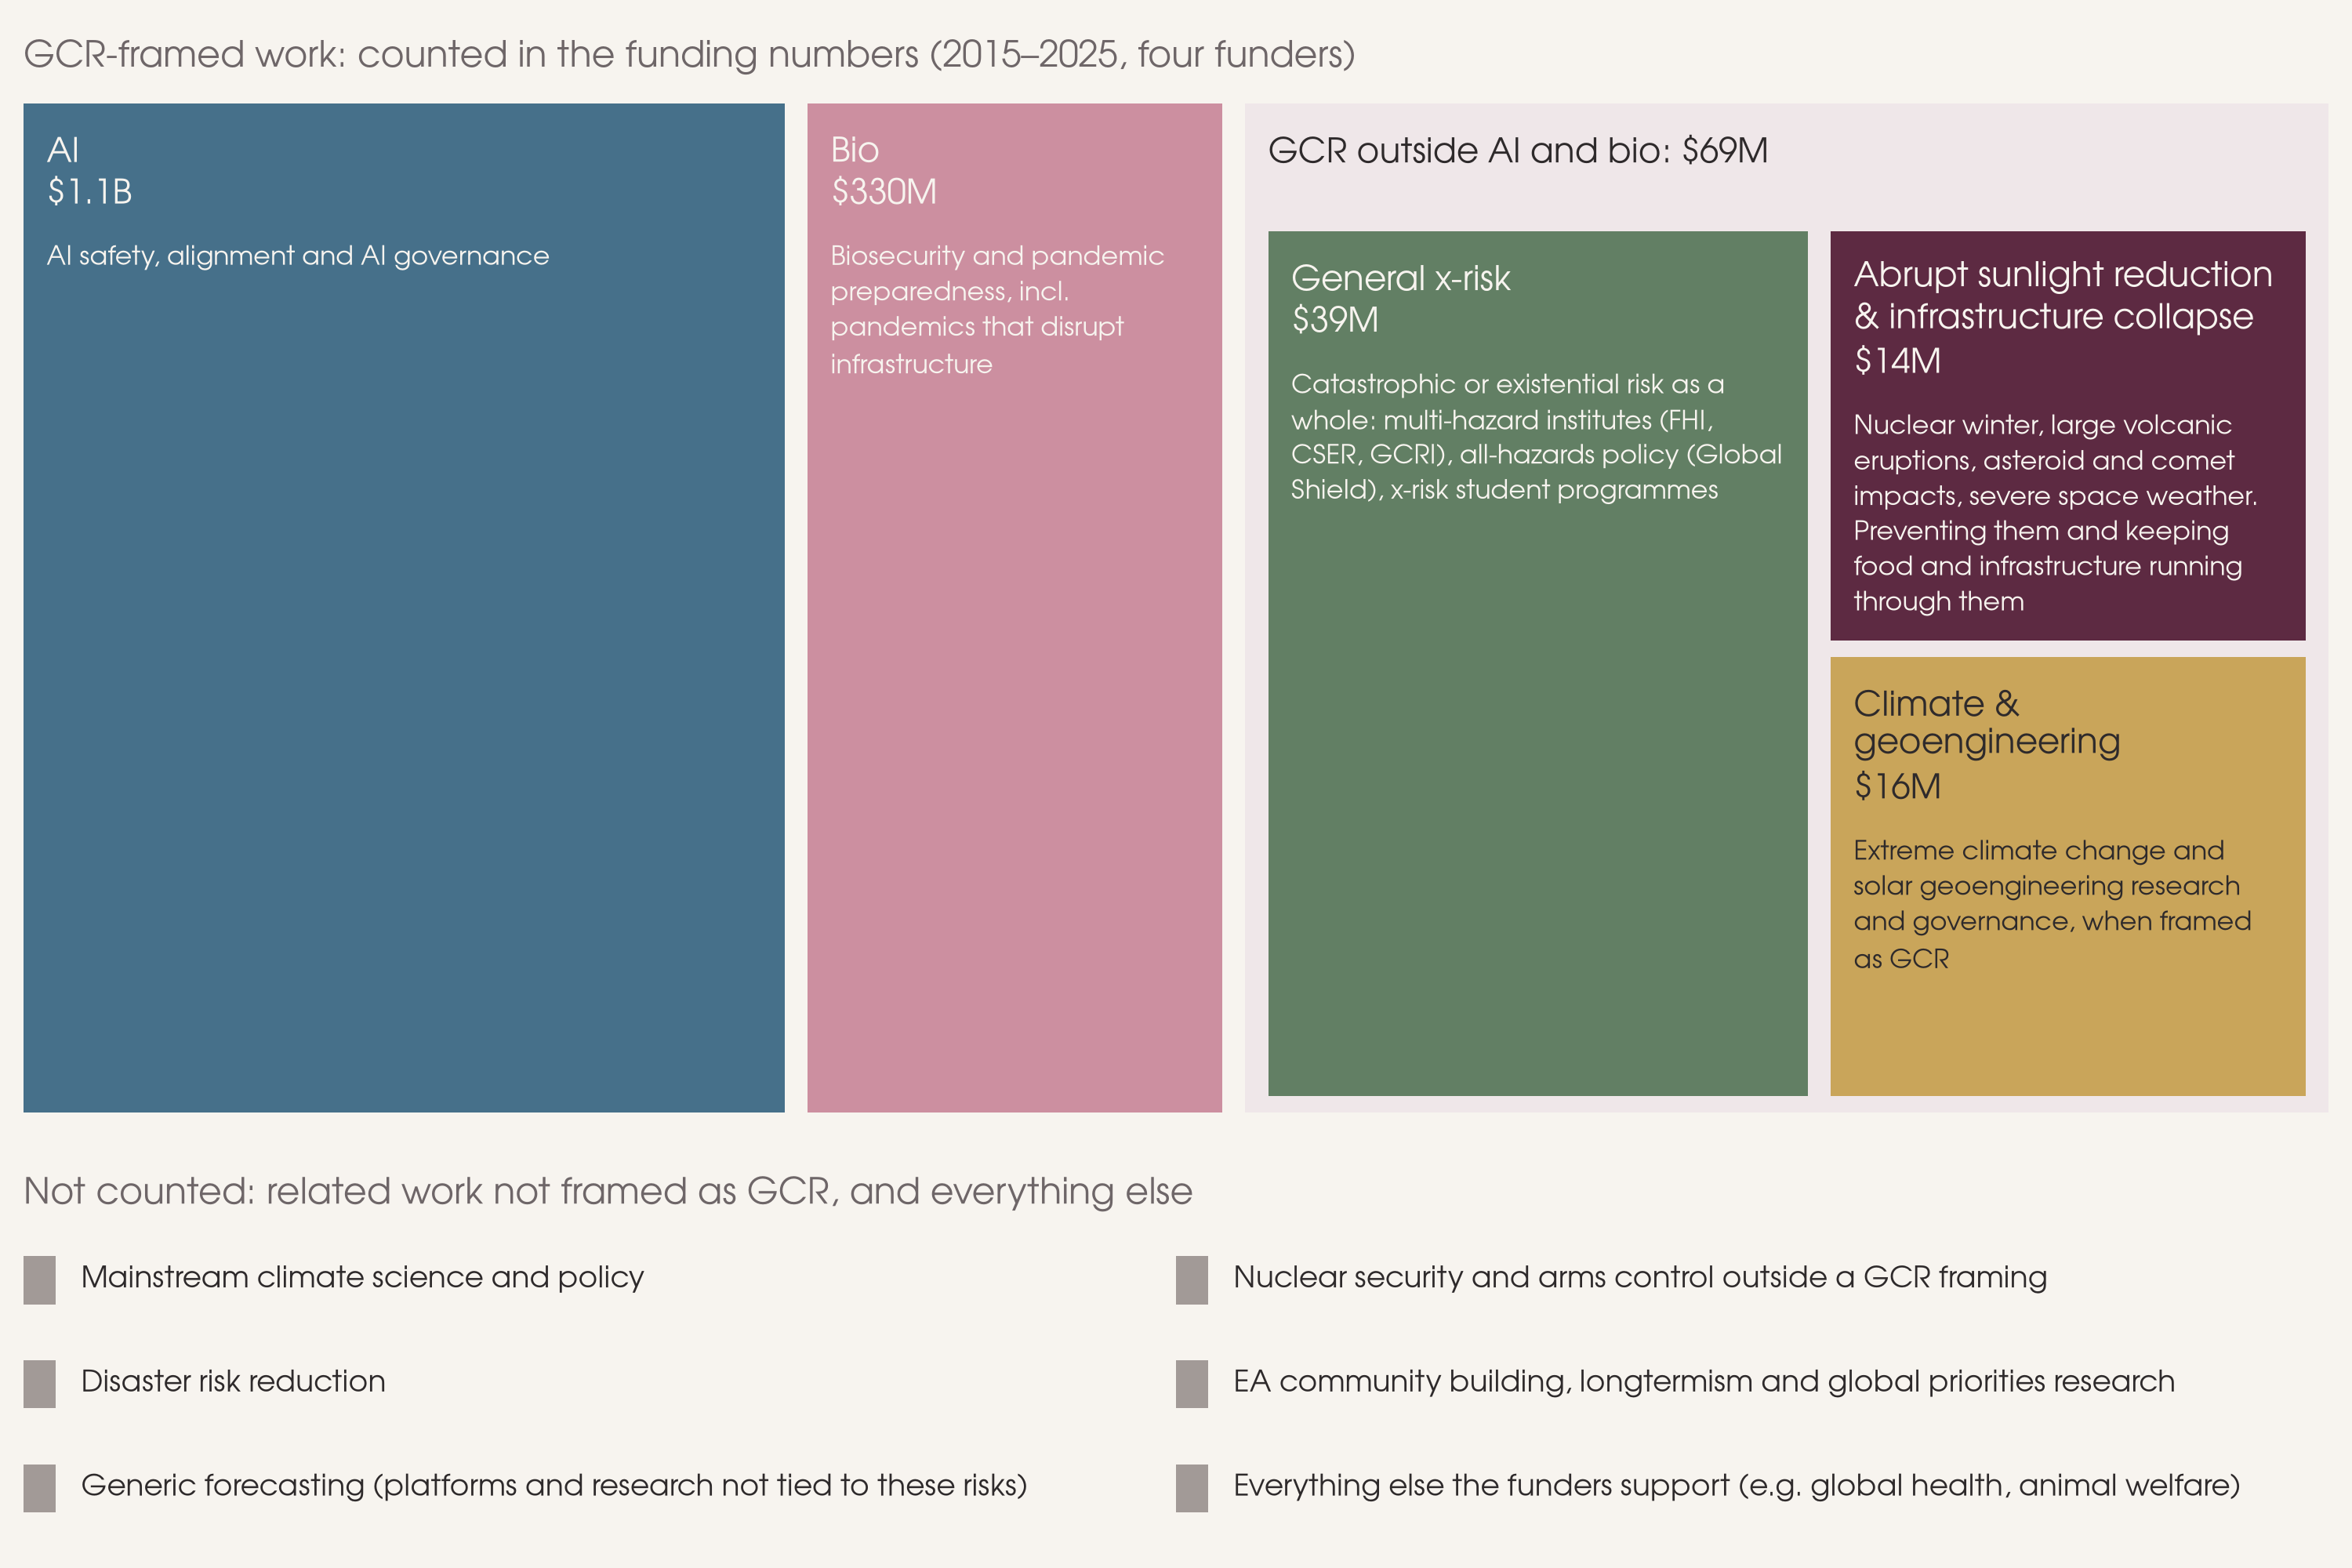 GCR-framed work: counted in the funding numbers (2015–2025, four funders)
AI
$1.1B
AI safety, alignment and AI governance
Bio
$330M
Biosecurity and pandemic
preparedness, incl.
pandemics that disrupt
infrastructure
GCR outside AI and bio: $69M
General x-risk
$39M
Catastrophic or existential risk as a
whole: multi-hazard institutes (FHI,
CSER, GCRI), all-hazards policy (Global
Shield), x-risk student programmes
Abrupt sunlight reduction
& infrastructure collapse
$14M
Nuclear winter, large volcanic
eruptions, asteroid and comet
impacts, severe space weather.
Preventing them and keeping
food and infrastructure running
through them
Climate &
geoengineering
$16M
Extreme climate change and
solar geoengineering research
and governance, when framed
as GCR
Not counted: related work not framed as GCR, and everything else
Mainstream climate science and policy
Nuclear security and arms control outside a GCR framing
Disaster risk reduction
EA community building, longtermism and global priorities research
Generic forecasting (platforms and research not tied to these risks)
Everything else the funders support (e.g. global health, animal welfare)